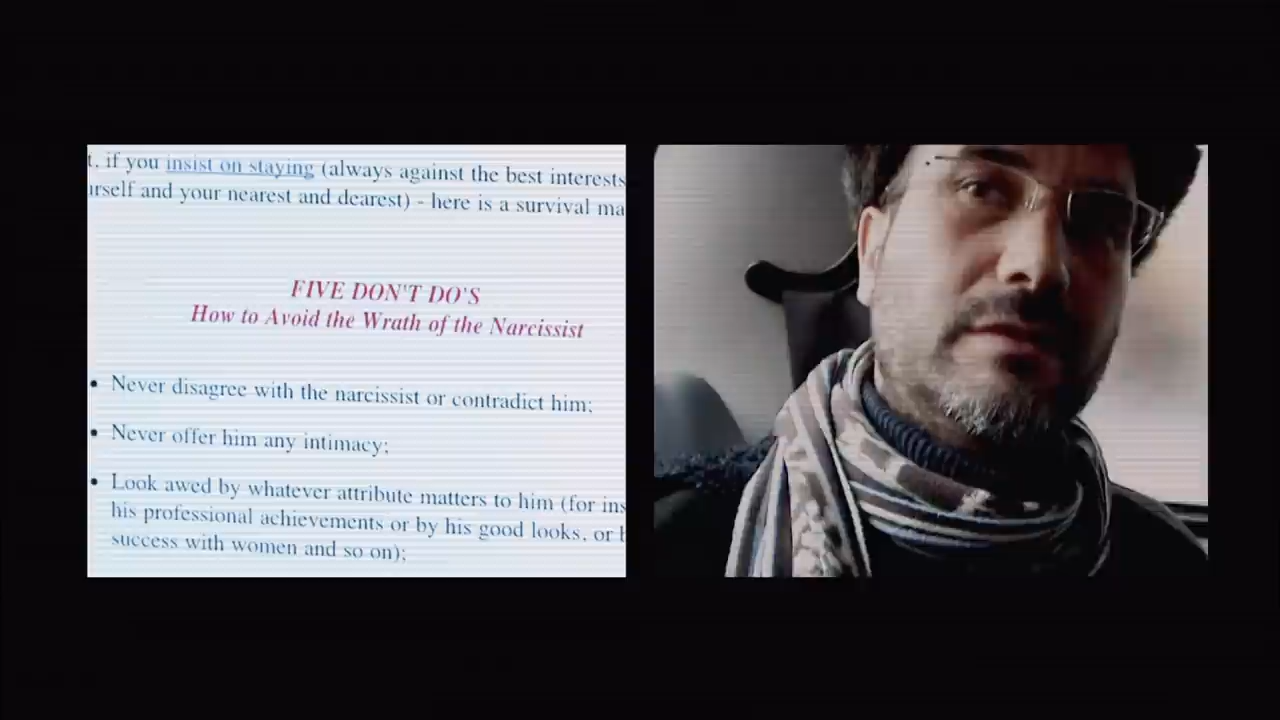 t. if you insist on staying (always against the best interests
urself and your nearest and dearest) - here is a survival ma
FIVE DON'T DO'S
How to Avoid the Wrath of the Narcissist
• Never disagree with the narcissist or contradict him;
• Never offer him any intimacy;
• Look awed by whatever attribute matters to him (for ins
his professional achievements or by his good looks, or b
success with women and so on);